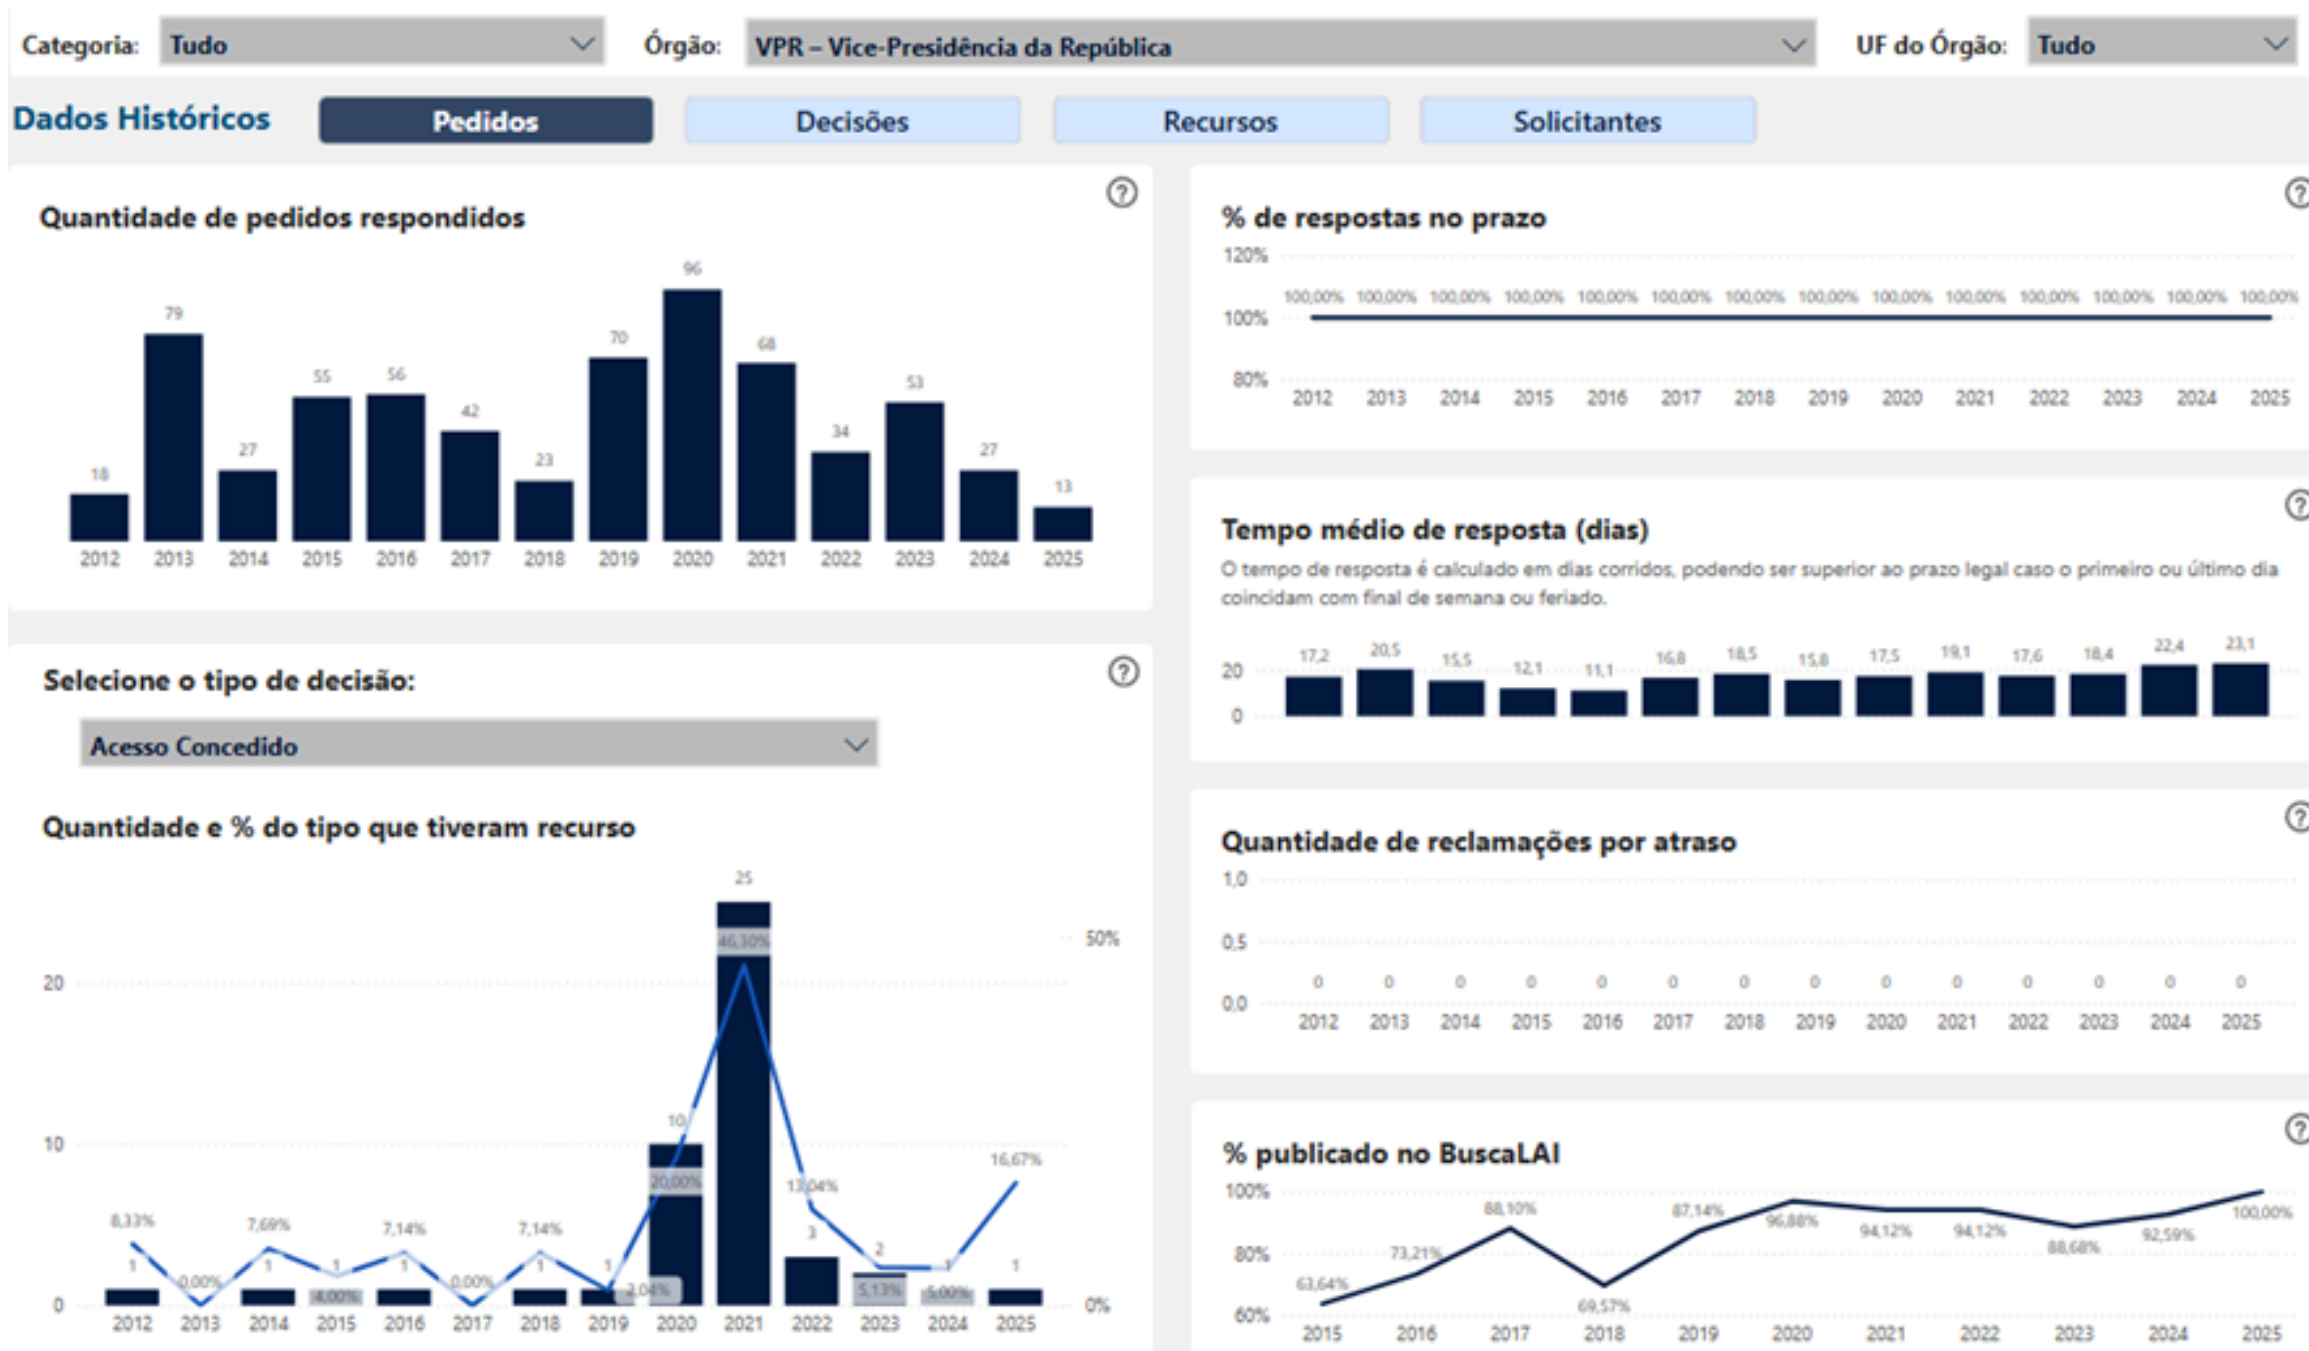 Categoria: Tudo Órgão: VPR – Vice-Presidência da República UF do Órgão: Tudo
Dados Históricos Pedidos Decisões Recursos Solicitantes
Quantidade de pedidos respondidos
96
79
70
68
55 56
53
42
34
27
27
23
18
13
2012 2013 2014 2015 2016 2017 2018 2019 2020 2021 2022 2023 2024 2025
Selecione o tipo de decisão:
Acesso Concedido
Quantidade e % do tipo que tiveram recurso
25
46,30% 50%
20
10
10
20,00%
16,67%
13,04%
8,33% 7,69% 7,14% 7,14%
3
2
1 1 1 1 1 1 1 1
0,00% 0,00%
4,00% 2,04% 5,13% 5,00%
0 0%
2012 2013 2014 2015 2016 2017 2018 2019 2020 2021 2022 2023 2024 2025
% de respostas no prazo
120%
100,00% 100,00% 100,00% 100,00% 100,00% 100,00% 100,00% 100,00% 100,00% 100,00% 100,00% 100,00% 100,00% 100,00%
100%
80%
2012 2013 2014 2015 2016 2017 2018 2019 2020 2021 2022 2023 2024 2025
Tempo médio de resposta (dias)
O tempo de resposta é calculado em dias corridos, podendo ser superior ao prazo legal caso o primeiro ou último dia
coincidam com final de semana ou feriado.
17,2 20,5 15,5 12,1 11,1 16,8 18,5 15,8 17,5 19,1 17,6 18,4 22,4 23,1
20
0
Quantidade de reclamações por atraso
1,0
0,5
0 0 0 0 0 0 0 0 0 0 0 0 0 0
0,0
2012 2013 2014 2015 2016 2017 2018 2019 2020 2021 2022 2023 2024 2025
% publicado no BuscaLAI
100%
88,10% 87,14% 96,88% 94,12% 94,12% 88,68% 92,59% 100,00%
80%
73,21%
63,64%
69,57%
60%
2015 2016 2017 2018 2019 2020 2021 2022 2023 2024 2025